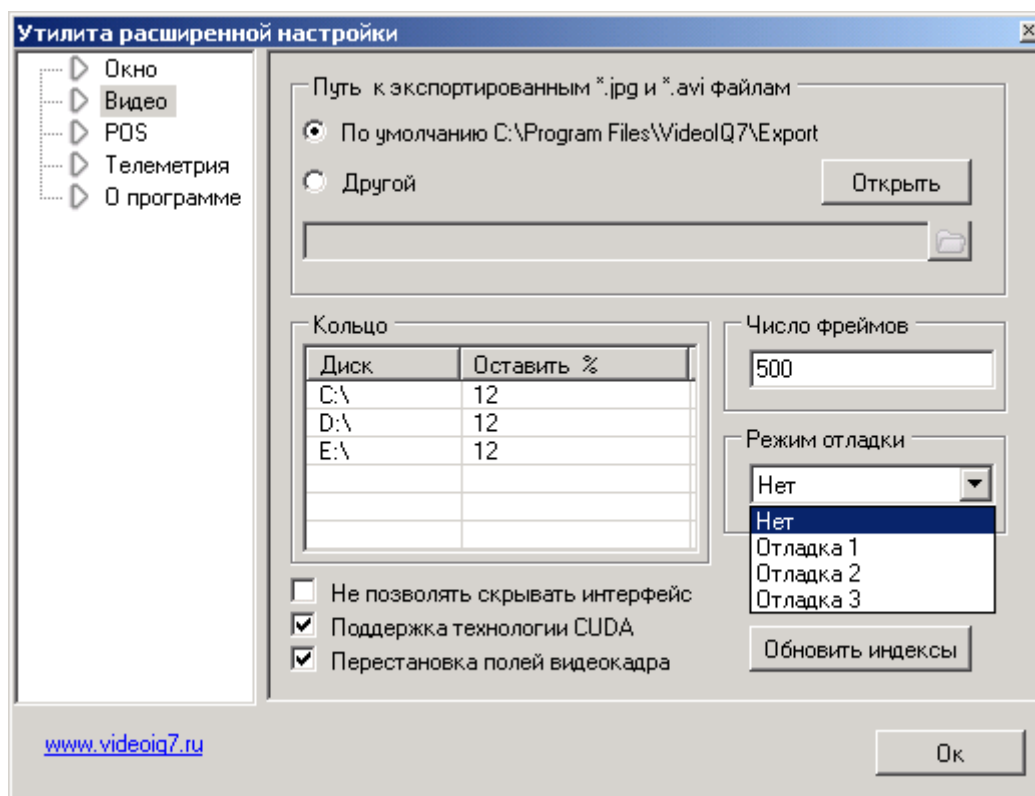 Утилита расширенной настройки
Окно
Видео
POS
Телеметрия
О программе
Путь к экспортированным *.jpg и *.avi файлам
По умолчанию C:\Program Files\VideoIQ7\Export
Другой
Открыть
Кольцо
Диск Оставить %
C:\ 12
D:\ 12
E:\ 12
Число фреймов
500
Режим отладки
Нет
Нет
Отладка 1
Отладка 2
Отладка 3
Не позволять скрывать интерфейс
Поддержка технологии CUDA
Перестановка полей видеокадра
Обновить индексы
www.videoiq7.ru
Ок